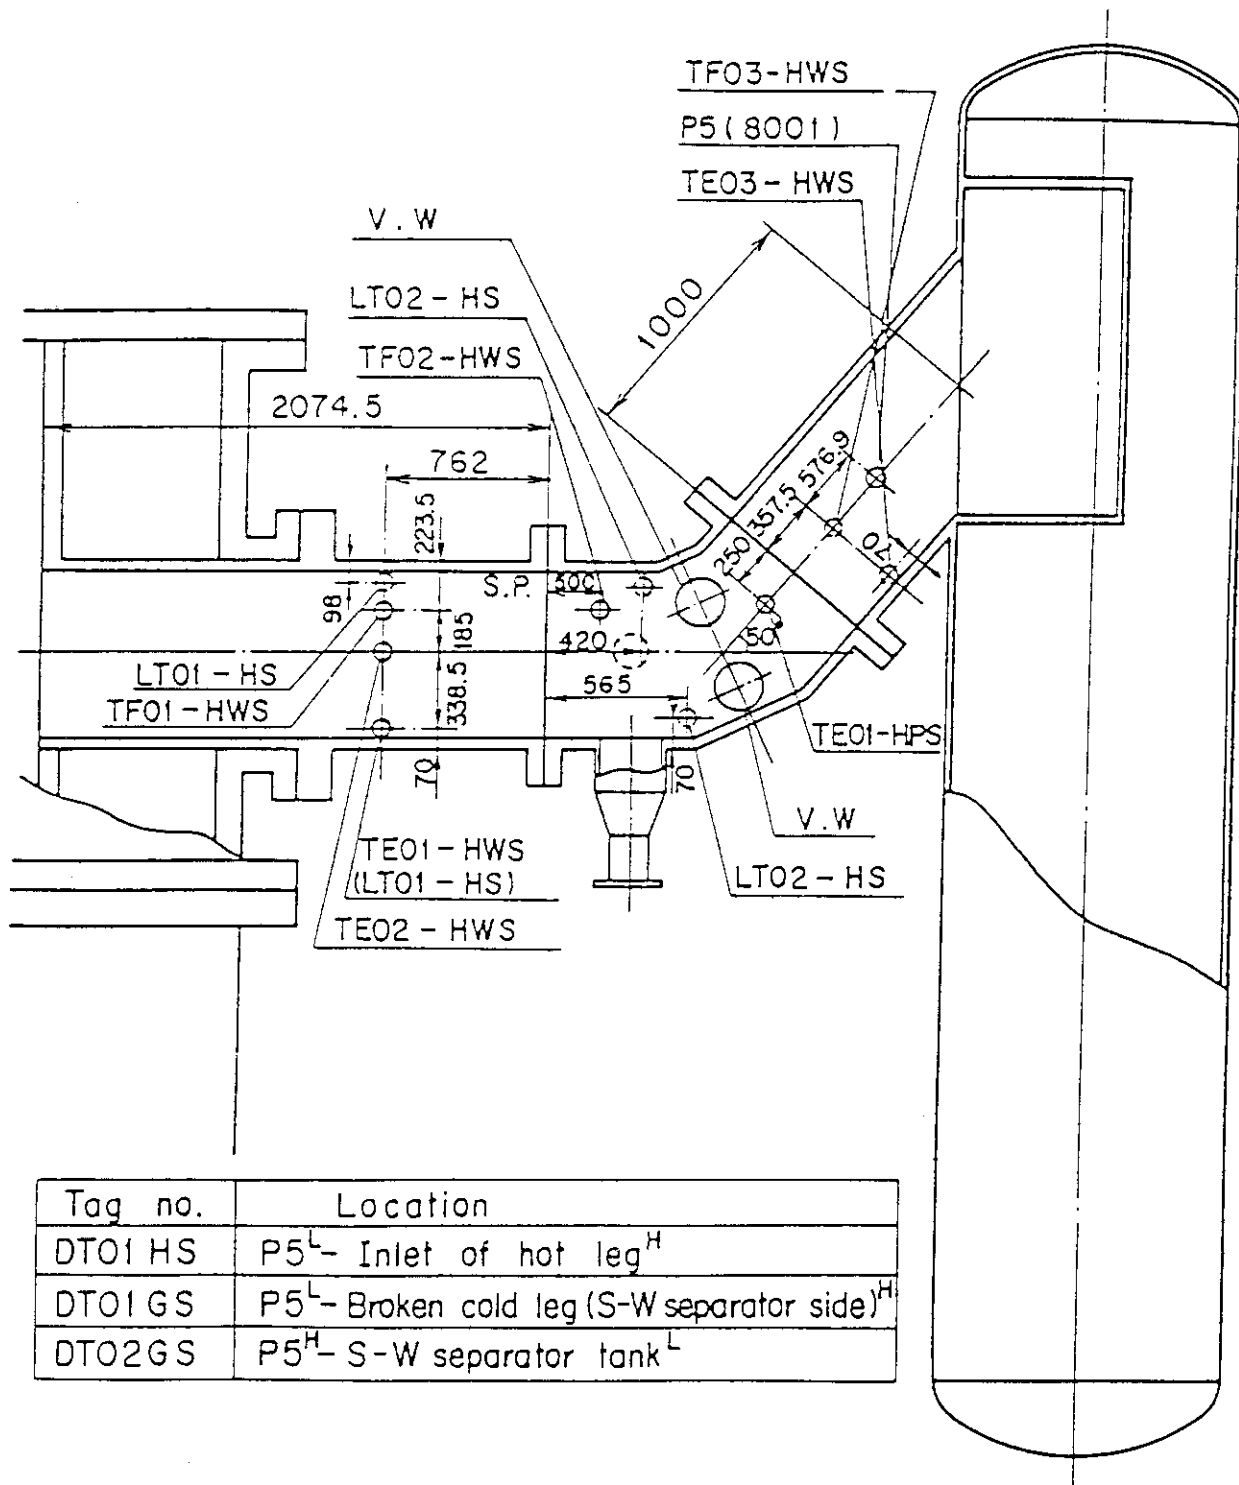 TF03-HWS
P5(8001)
TE03-HWS
V.W
LT02-HS
TF02-HWS
1000
2074.5
762
223.5
98
S.P.
300
185
420
338.5
565
70
70
250
357.5
576.9
70
50°
LT01-HS
TF01-HWS
TE01-HPS
V.W
TE01-HWS
(LT01-HS)
LT02-HS
TE02-HWS
Tag no. Location
DT01 HS P5ᴸ- Inlet of hot legᴴ
DT01GS P5ᴸ- Broken cold leg (S-W separator side)ᴴ
DT02GS P5ᴴ- S-W separator tankᴸ